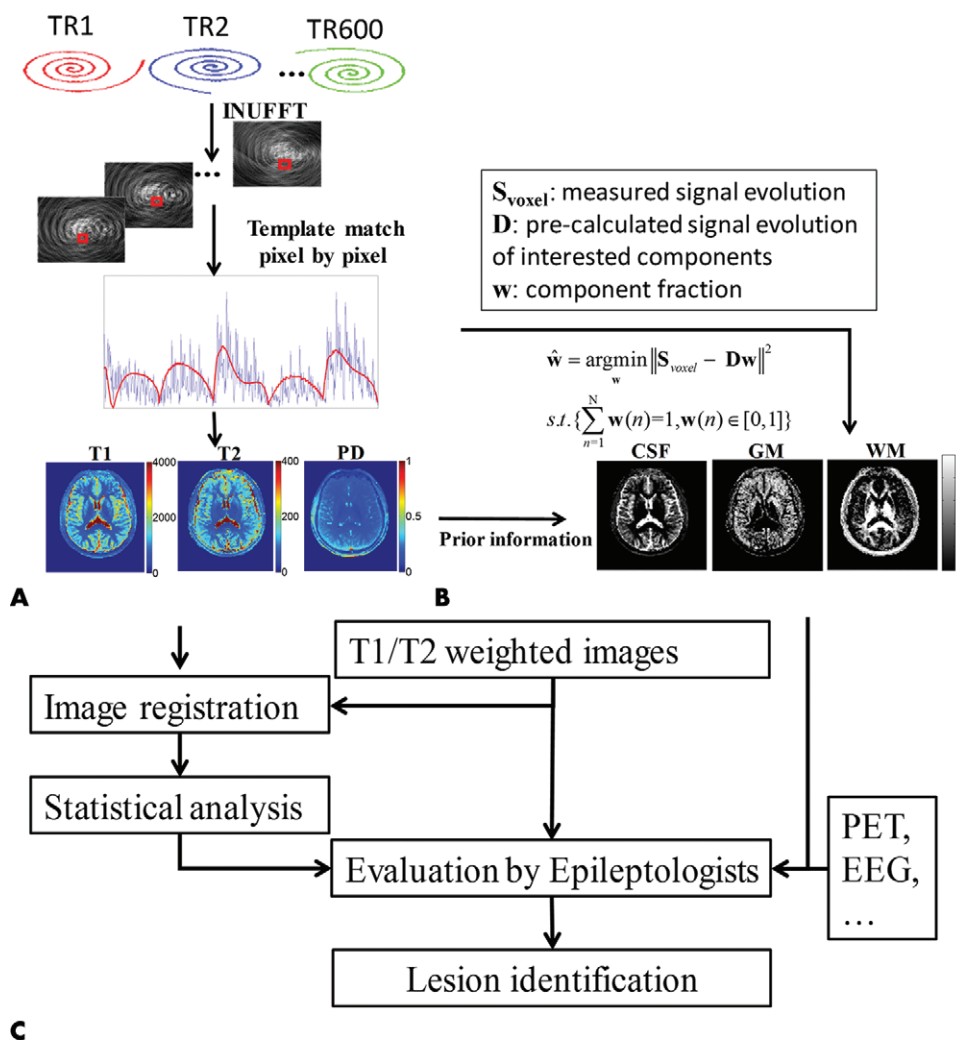 TR1
TR2
TR600
...
INUFFT
...
Template match
pixel by pixel
S_voxel: measured signal evolution
D: pre-calculated signal evolution
of interested components
w: component fraction
ŵ = argmin_w ‖S_voxel − Dw‖²
s.t.{∑_{n=1}^{N} w(n)=1,w(n)∈[0,1]}
T1
4000
2000
0
T2
400
200
0
PD
1
0.5
0
Prior information
CSF
GM
WM
A
B
T1/T2 weighted images
Image registration
Statistical analysis
Evaluation by Epileptologists
PET,
EEG,
...
Lesion identification
C